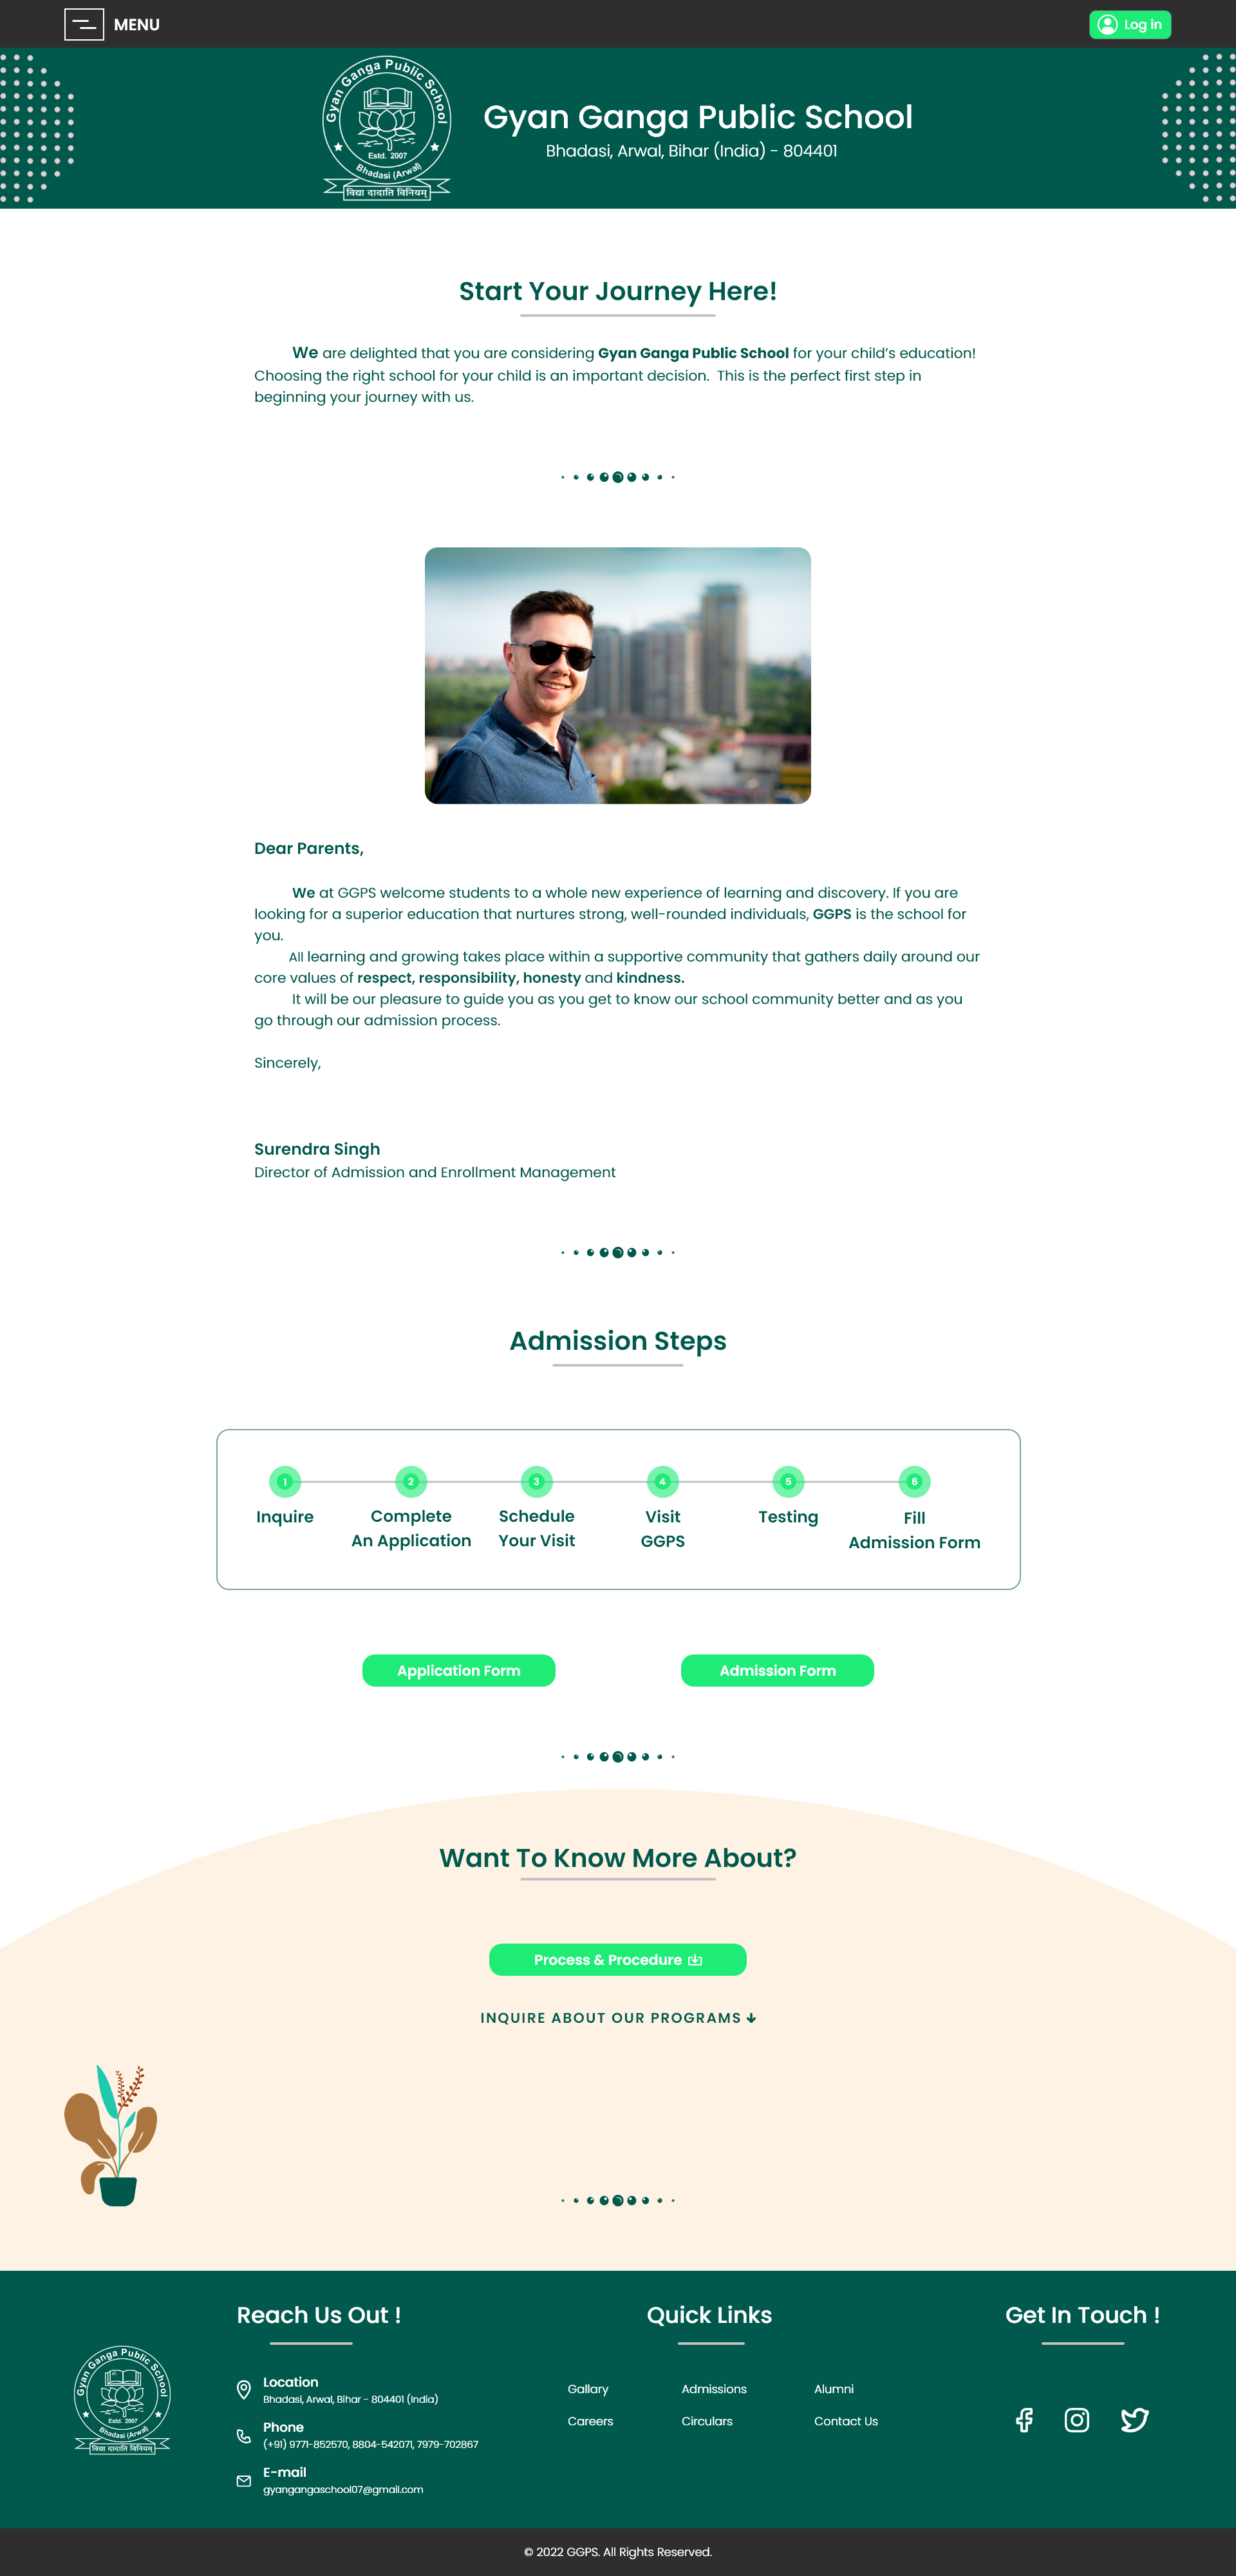 MENU
Log in
Gyan Ganga Public School
Estd. 2007
Bhadasi (Arwal)
विद्या दादाति विनियम्
Gyan Ganga Public School
Bhadasi, Arwal, Bihar (India) - 804401
Start Your Journey Here!
We are delighted that you are considering Gyan Ganga Public School for your child's education!
Choosing the right school for your child is an important decision. This is the perfect first step in
beginning your journey with us.
Dear Parents,
We at GGPS welcome students to a whole new experience of learning and discovery. If you are
looking for a superior education that nurtures strong, well-rounded individuals, GGPS is the school for
you.
All learning and growing takes place within a supportive community that gathers daily around our
core values of respect, responsibility, honesty and kindness.
It will be our pleasure to guide you as you get to know our school community better and as you
go through our admission process.
Sincerely,
Surendra Singh
Director of Admission and Enrollment Management
Admission Steps
1 2 3 4 5 6
Inquire
Complete
An Application
Schedule
Your Visit
Visit
GGPS
Testing
Fill
Admission Form
Application Form
Admission Form
Want To Know More About?
Process & Procedure
INQUIRE ABOUT OUR PROGRAMS
Gyan Ganga Public School
Estd. 2007
Bhadasi (Arwal)
विद्या दादाति विनियम्
Reach Us Out !
Location
Bhadasi, Arwal, Bihar - 804401 (India)
Phone
(+91) 9771-852570, 8804-542071, 7979-702867
E-mail
gyangangaschool07@gmail.com
Quick Links
Gallary
Admissions
Alumni
Careers
Circulars
Contact Us
Get In Touch !
© 2022 GGPS. All Rights Reserved.